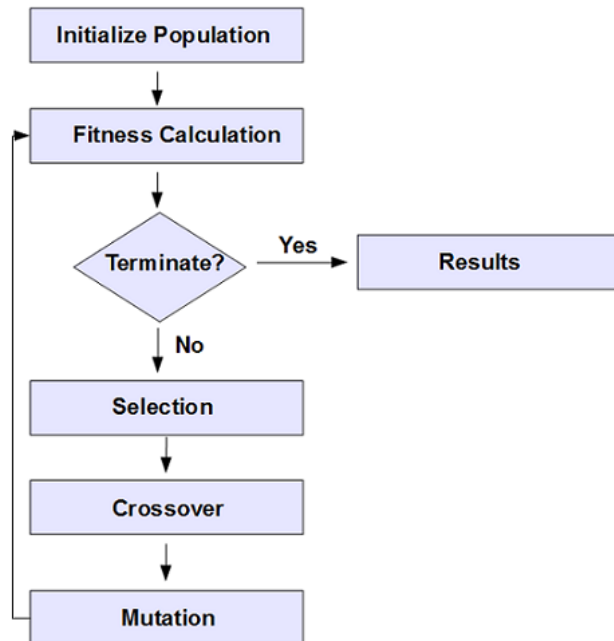 Initialize Population
Fitness Calculation
Terminate?
Yes
Results
No
Selection
Crossover
Mutation